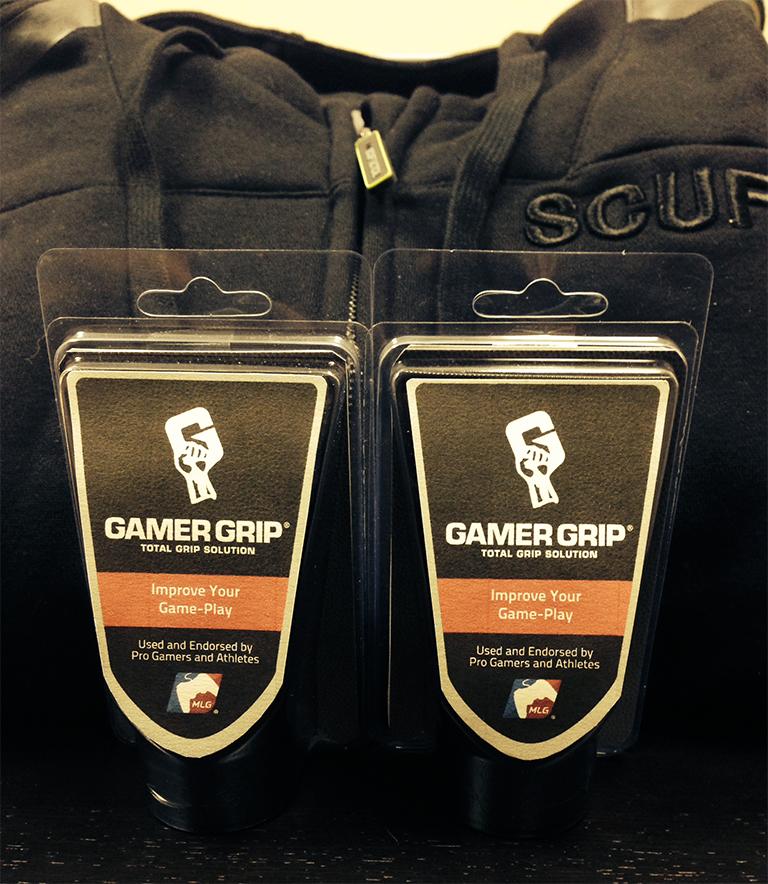 SCUF
GAMER GRIP®
TOTAL GRIP SOLUTION
Improve Your
Game-Play
Used and Endorsed by
Pro Gamers and Athletes
MLG
GAMER GRIP®
TOTAL GRIP SOLUTION
Improve Your
Game-Play
Used and Endorsed by
Pro Gamers and Athletes
MLG